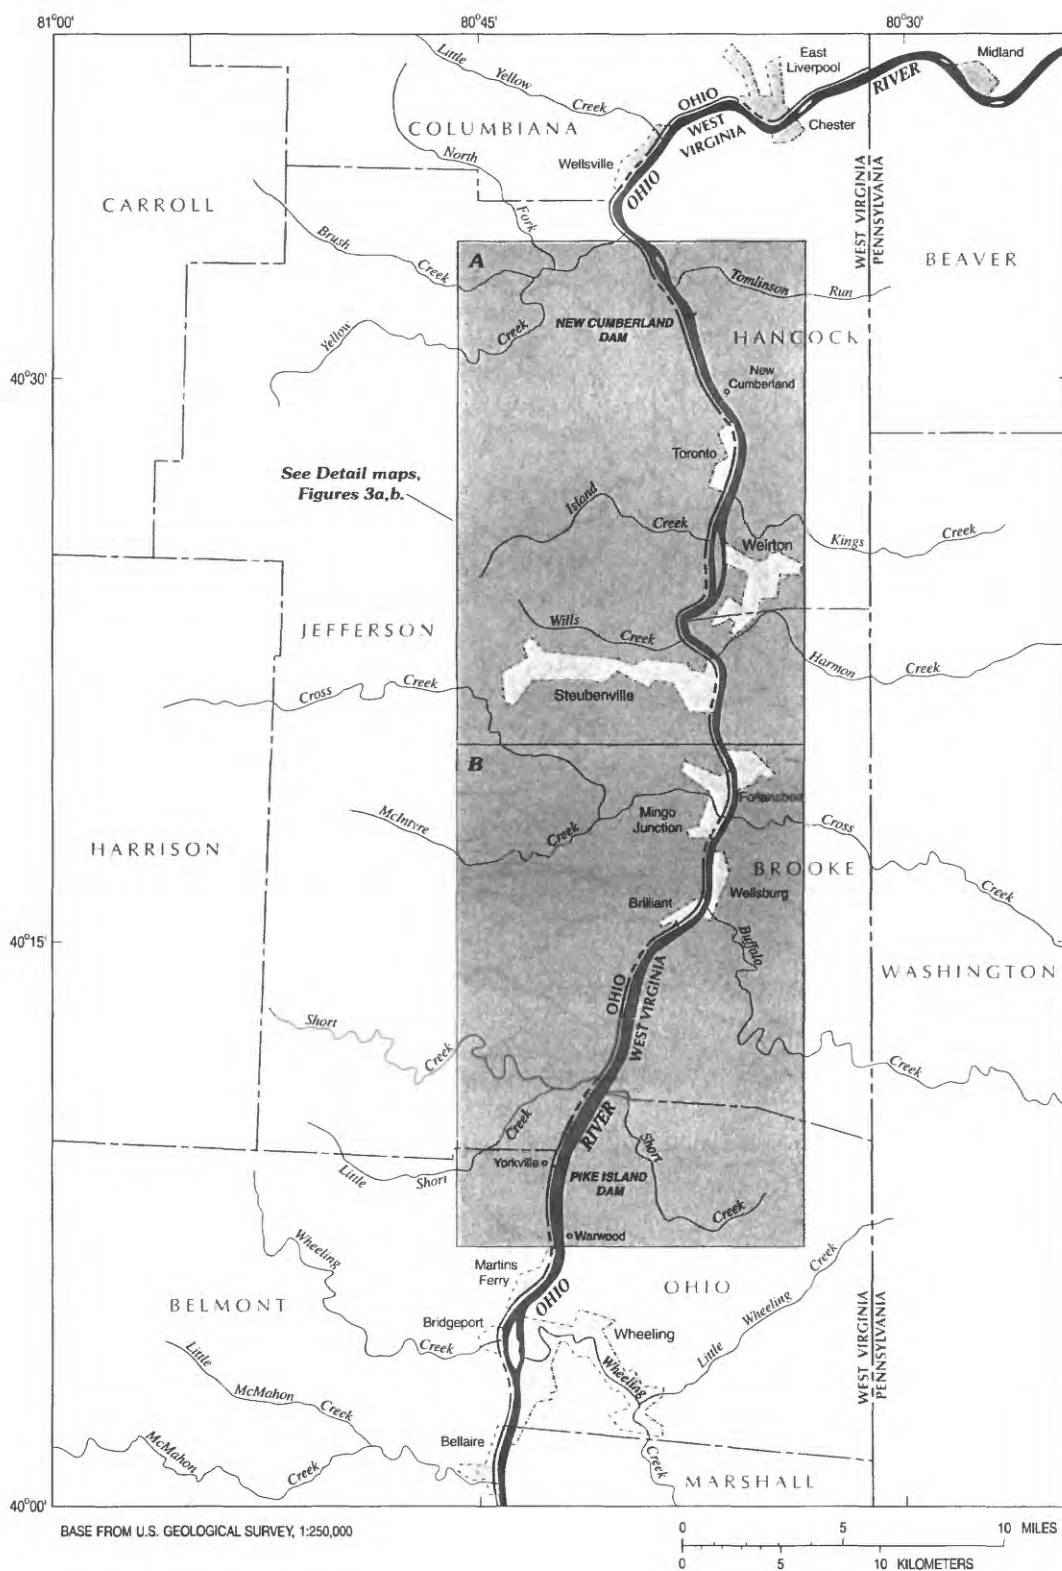 81°00'
80°45'
80°30'
Little
Yellow
Creek
East
Liverpool
Midland
RIVER
OHIO
WEST
VIRGINIA
Chester
COLUMBIANA
North
Fork
Wellsville
OHIO
CARROLL
WEST VIRGINIA
PENNSYLVANIA
BEAVER
Brush
Creek
A
Tomlinson
Run
Yellow
Creek
NEW CUMBERLAND
DAM
HANCOCK
40°30'
New
Cumberland
Toronto
See Detail maps,
Figures 3a,b.
Island
Creek
Kings
Creek
Weirton
JEFFERSON
Wills
Creek
Harmon
Creek
Cross
Creek
Steubenville
B
Follansbee
Mingo
Junction
McIntyre
Creek
Cross
Creek
HARRISON
BROOKE
Wellsburg
Brilliant
40°15'
Buffalo
Creek
WASHINGTON
OHIO
WEST VIRGINIA
Short
Creek
Creek
RIVER
Short
Creek
Yorkville
Little
Short
PIKE ISLAND
DAM
Warwood
Wheeling
Creek
Martins
Ferry
OHIO
OHIO
BELMONT
Bridgeport
Wheeling
Little
Wheeling
Creek
Wheeling
Creek
WEST VIRGINIA
PENNSYLVANIA
Little
McMahon
Creek
McMahon
Creek
Bellaire
MARSHALL
40°00'
BASE FROM U.S. GEOLOGICAL SURVEY, 1:250,000
0 5 10 MILES
0 5 10 KILOMETERS